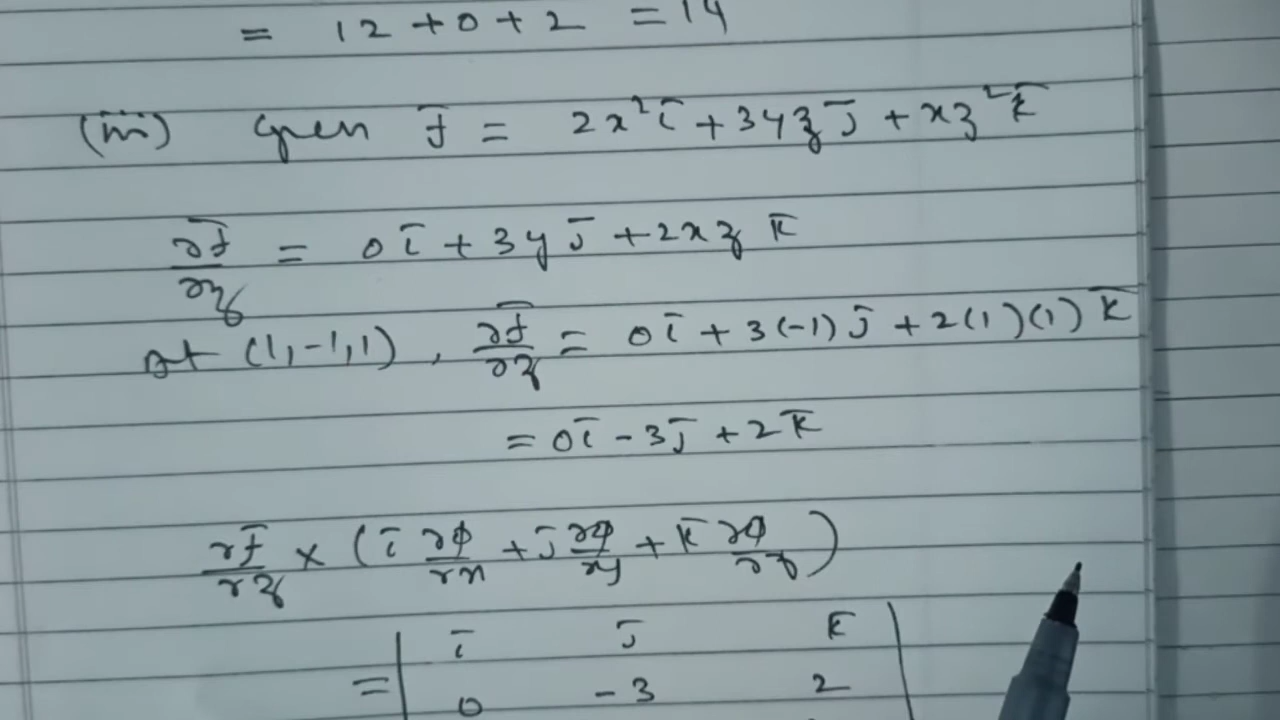 = 12 + 0 + 2 = 14
(iii) given f̄ = 2x²ī + 3yzj̄ + xz²k̄
∂f̄/∂z = 0ī + 3yj̄ + 2xzk̄
at (1,-1,1), ∂f̄/∂z = 0ī + 3(-1)j̄ + 2(1)(1)k̄
= 0ī - 3j̄ + 2k̄
∂f̄/∂z × (ī ∂φ/∂x + j̄ ∂φ/∂y + k̄ ∂φ/∂z)
= | ī j̄ k̄ |
0 -3 2